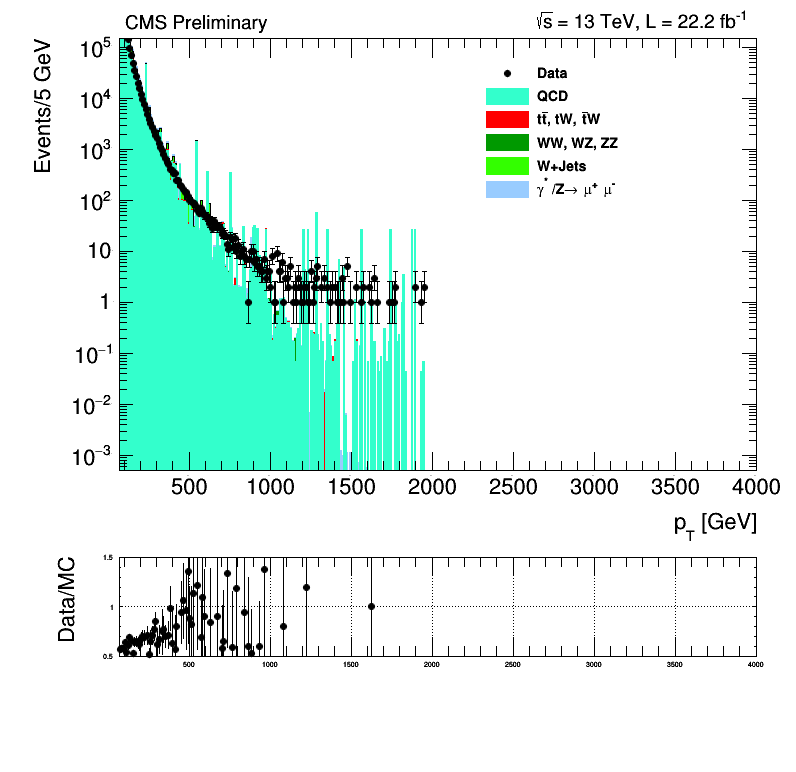 CMS Preliminary
√s = 13 TeV, L = 22.2 fb⁻¹
Events/5 GeV
10⁵
10⁴
10³
10²
10
1
10⁻¹
10⁻²
10⁻³
Data
QCD
tt̄, tW, t̄W
WW, WZ, ZZ
W+Jets
γ*/Z→ μ⁺ μ⁻
500 1000 1500 2000 2500 3000 3500 4000
p_T [GeV]
Data/MC
1.5
1
0.5
500 1000 1500 2000 2500 3000 3500 4000